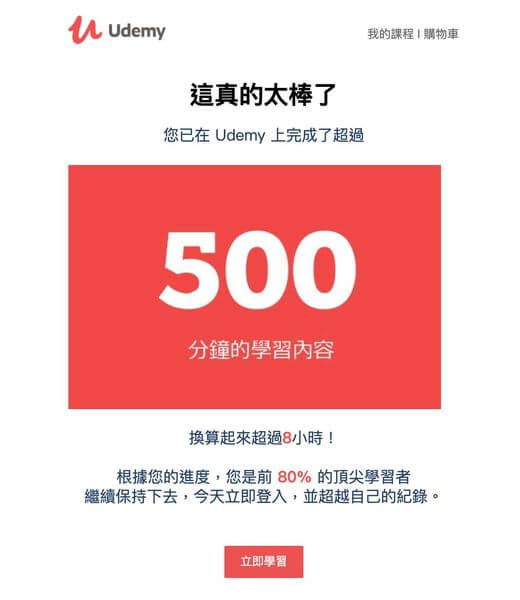 Udemy
我的課程 | 購物車
這真的太棒了
您已在 Udemy 上完成了超過
500
分鐘的學習內容
換算起來超過8小時！
根據您的進度，您是前 80% 的頂尖學習者
繼續保持下去，今天立即登入，並超越自己的紀錄。
立即學習